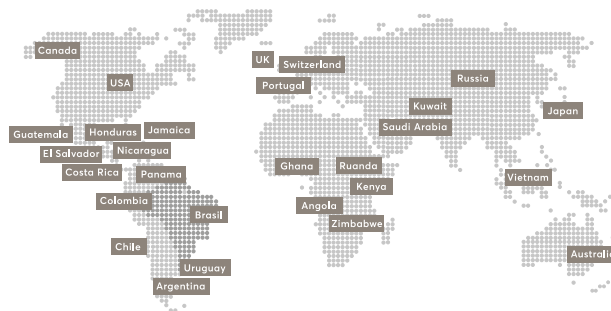 Canada
UK
Switzerland
USA
Portugal
Russia
Kuwait
Japan
Guatemala
Honduras
Jamaica
Saudi Arabia
El Salvador
Nicaragua
Costa Rica
Panama
Ghana
Ruanda
Vietnam
Kenya
Colombia
Angola
Brasil
Zimbabwe
Chile
Australia
Uruguay
Argentina